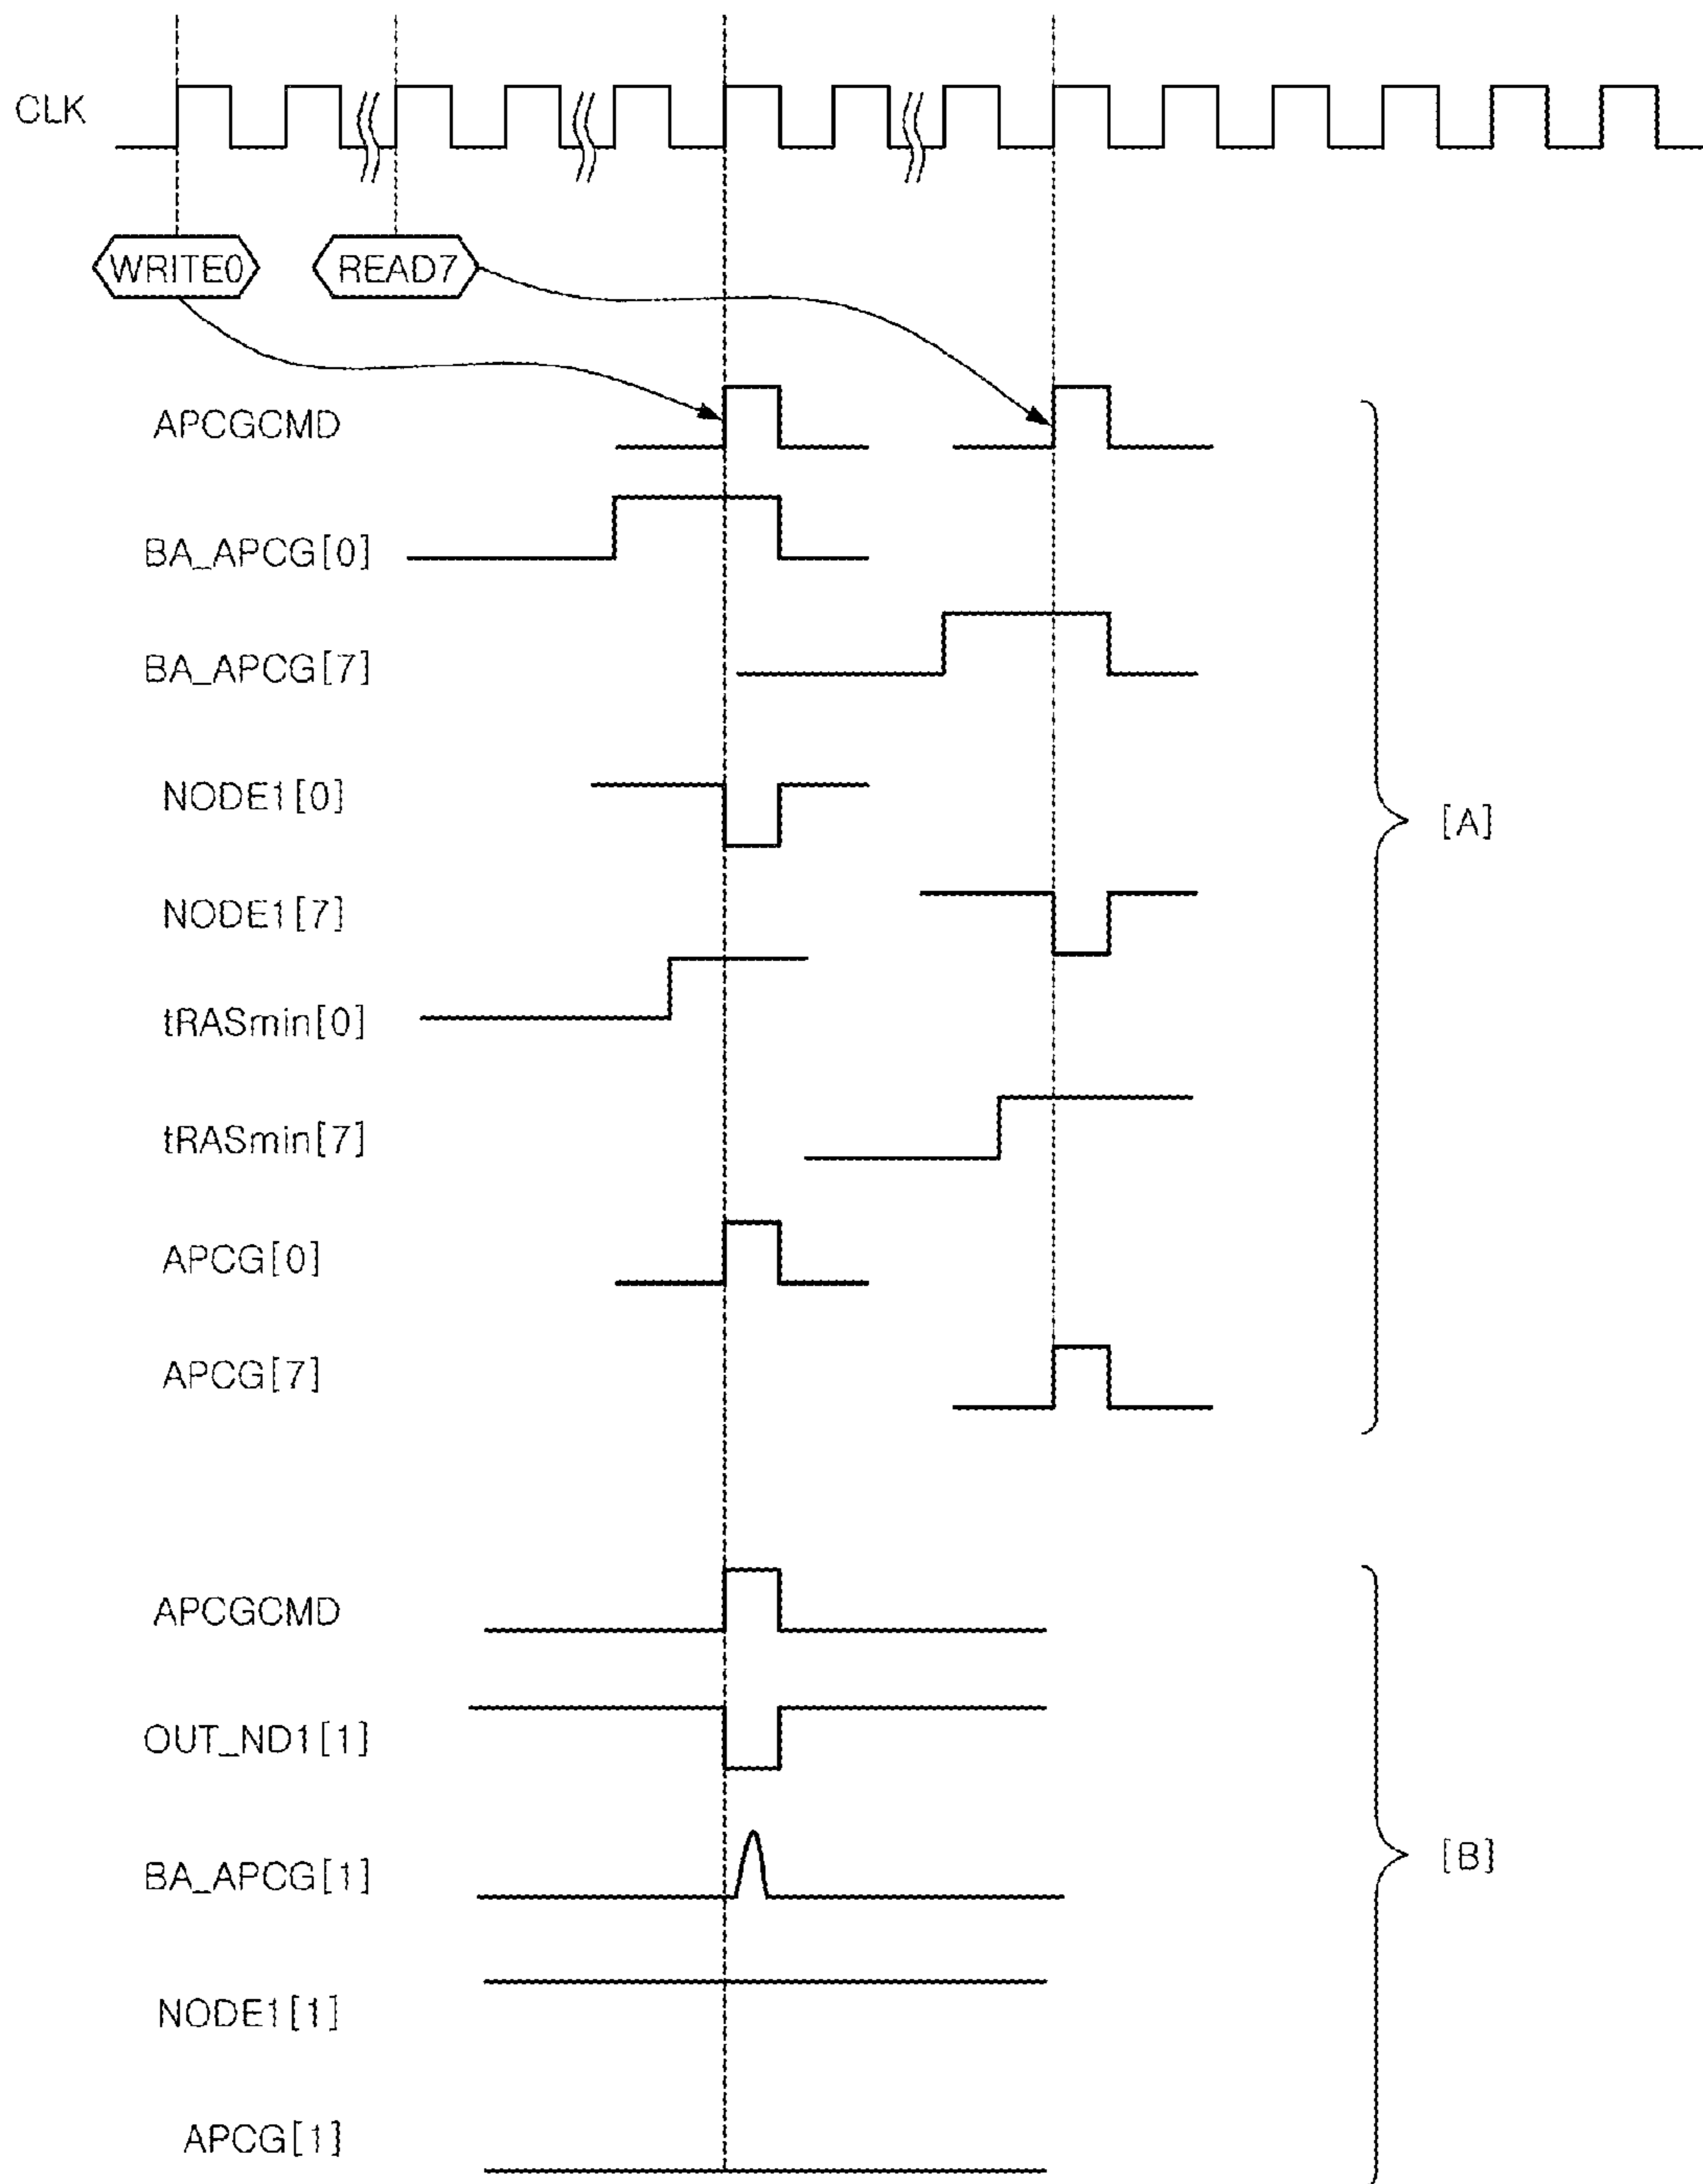 CLK
WRITE0
READ7
APCGCMD
BA_APCG[0]
BA_APCG[7]
NODE1[0]
[A]
NODE1[7]
tRASmin[0]
tRASmin[7]
APCG[0]
APCG[7]
APCGCMD
OUT_ND1[1]
BA_APCG[1]
[B]
NODE1[1]
APCG[1]